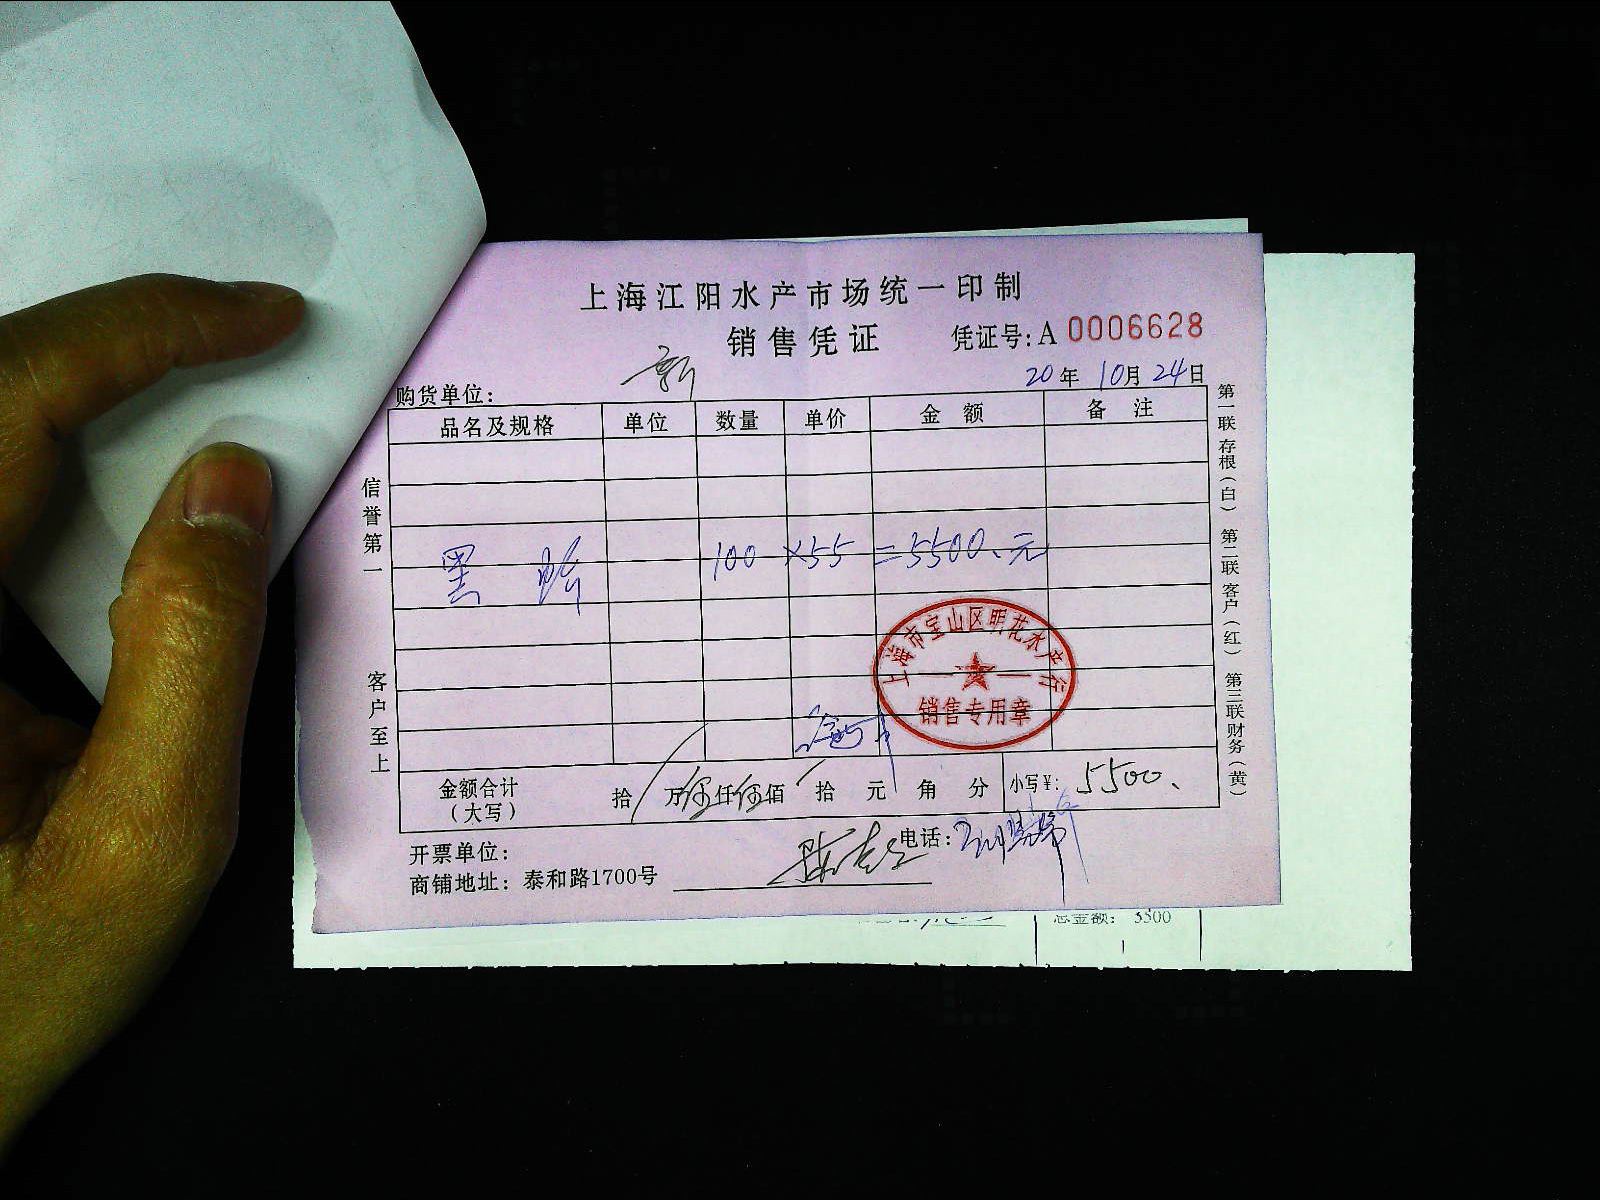 上海江阳水产市场统一印制
销售凭证 凭证号:A 0006628
购货单位: 20年 10月 24日
品名及规格 单位 数量 单价 金额 备注
黑 100 ×55 =5500、元
上海市宝山区明花水产行
销售专用章
金额合计(大写) 拾 万伍仟伍佰 拾 元 角 分 小写¥: 5500、
开票单位: 电话:
商铺地址: 泰和路1700号
信誉第一 客户至上
第一联存根(白) 第二联客户(红) 第三联财务(黄)
总金额: 5500